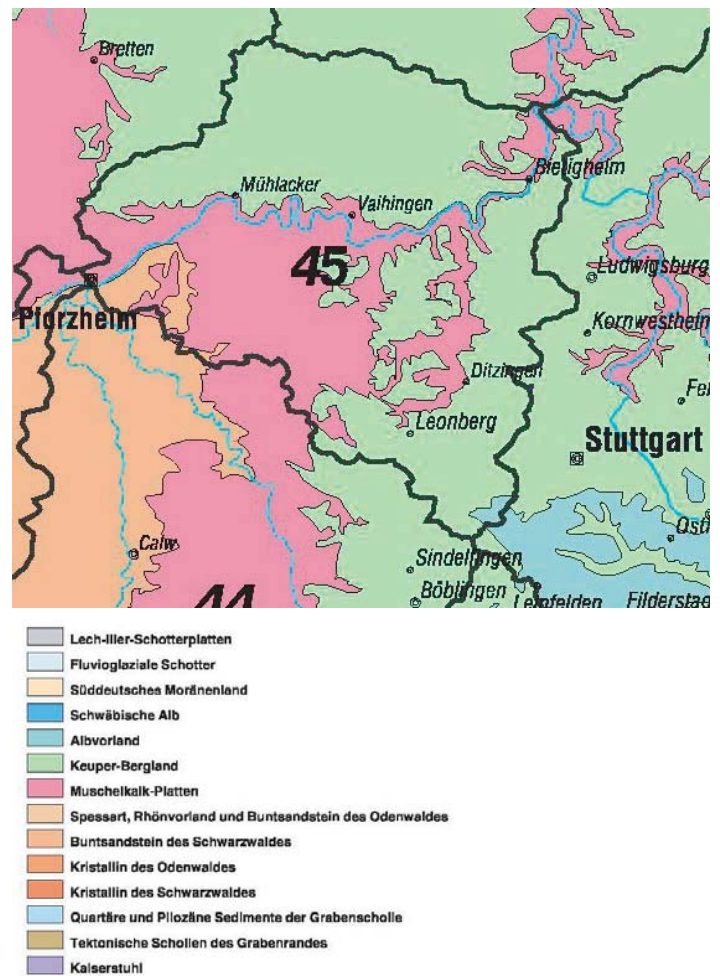 Bretten
Mühlacker
Vaihingen
Bietigheim
45
Ludwigsburg
Pforzheim
Kornwestheim
Ditzingen
Leonberg
Stuttgart
Calw
Sindelfingen
44
Böblingen
Filderstad
Lech-Iller-Schotterplatten
Fluvioglaziale Schotter
Süddeutsches Moränenland
Schwäbische Alb
Albvorland
Keuper-Bergland
Muschelkalk-Platten
Spessart, Rhönvorland und Buntsandstein des Odenwaldes
Buntsandstein des Schwarzwaldes
Kristallin des Odenwaldes
Kristallin des Schwarzwaldes
Quartäre und Pliozäne Sedimente der Grabenscholle
Tektonische Schollen des Grabenrandes
Kaiserstuhl